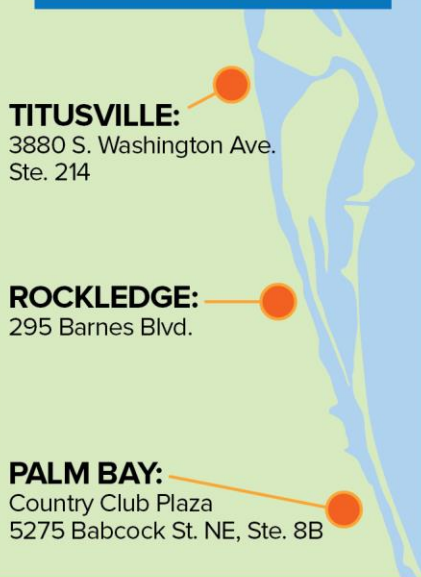 TITUSVILLE:
3880 S. Washington Ave.
Ste. 214
ROCKLEDGE:
295 Barnes Blvd.
PALM BAY:
Country Club Plaza
5275 Babcock St. NE, Ste. 8B